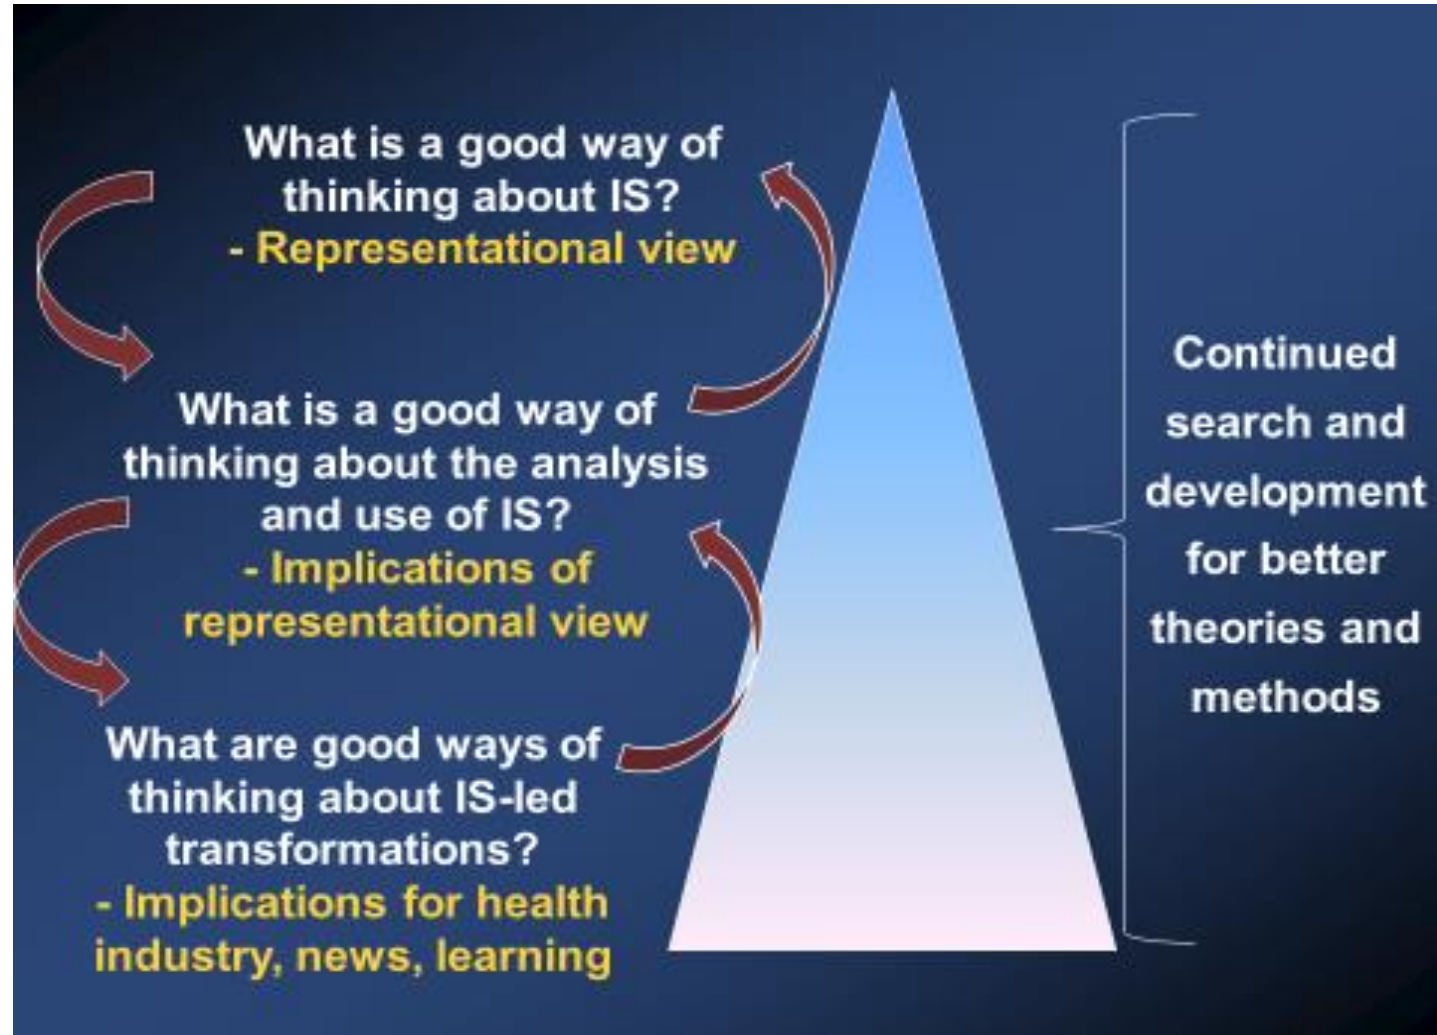 What is a good way of
thinking about IS?
- Representational view
What is a good way of
thinking about the analysis
and use of IS?
- Implications of
representational view
What are good ways of
thinking about IS-led
transformations?
- Implications for health
industry, news, learning
Continued
search and
development
for better
theories and
methods